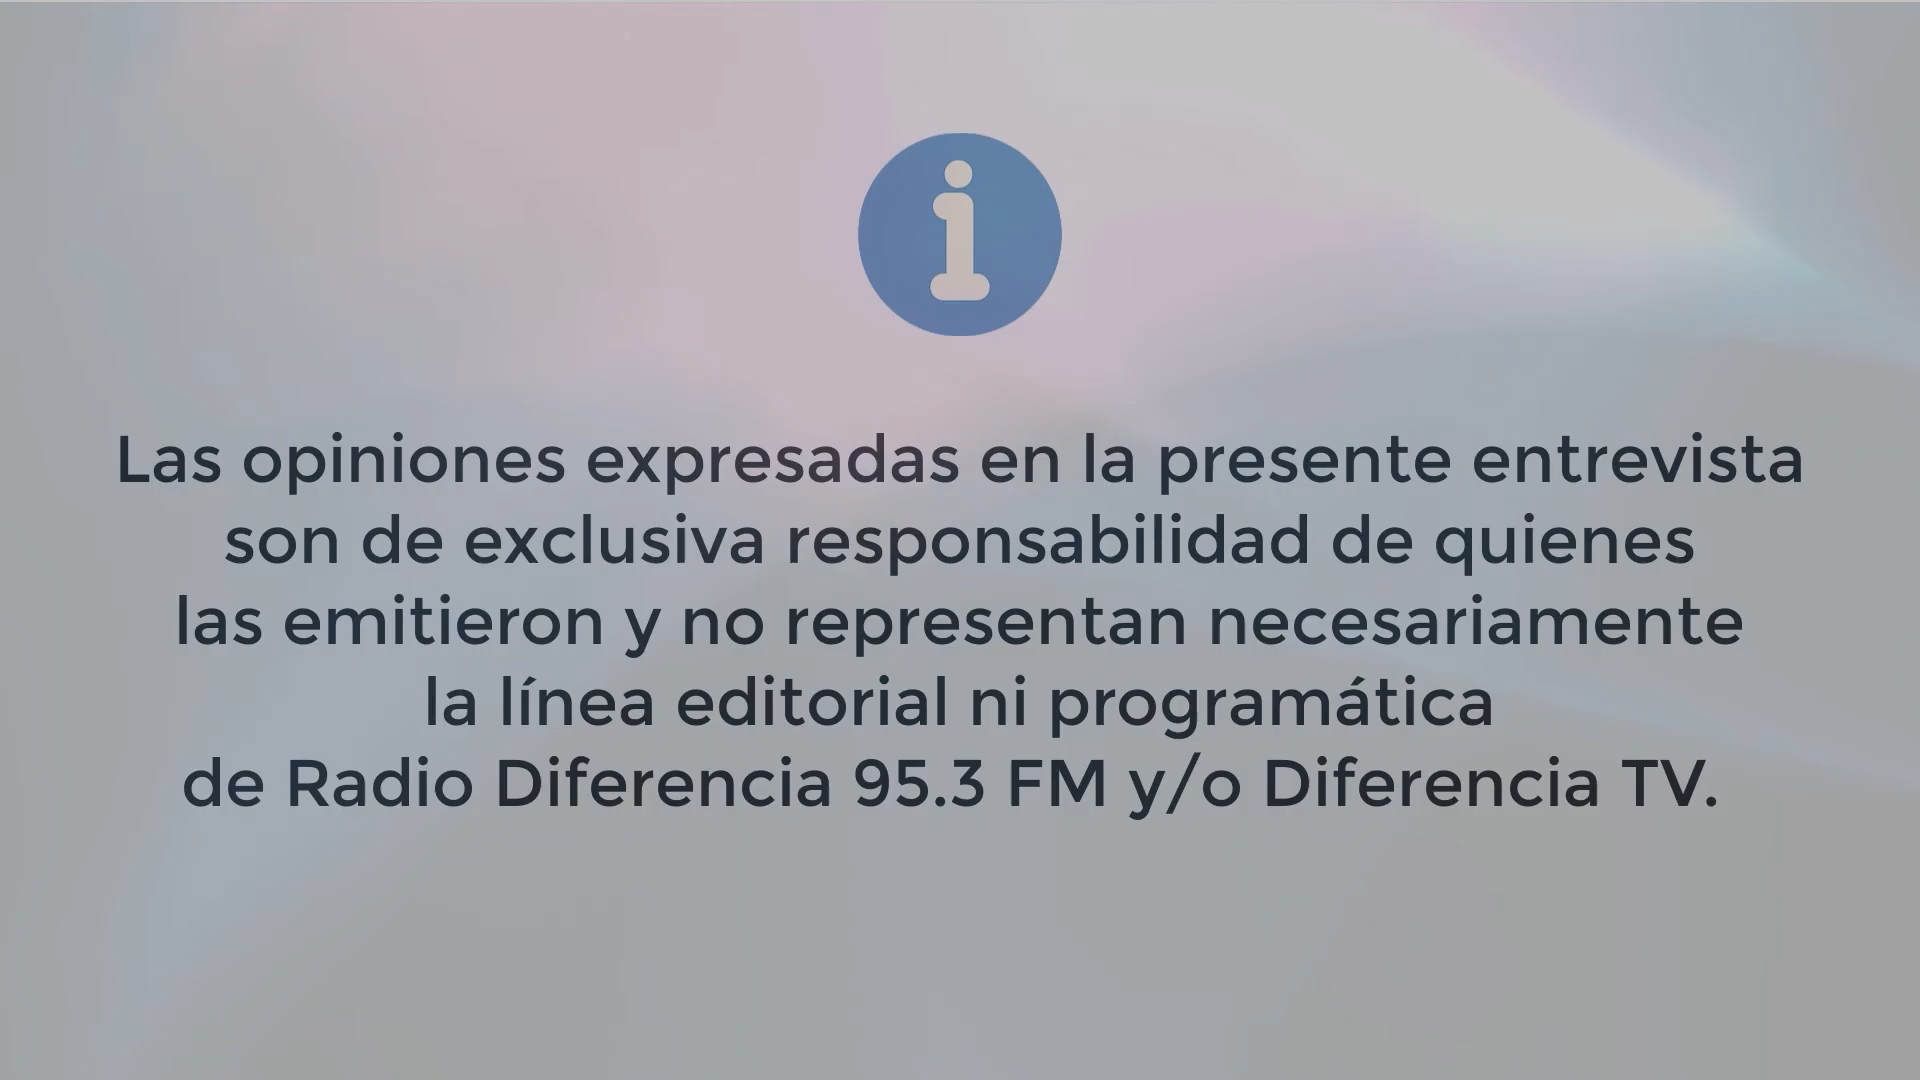 Las opiniones expresadas en la presente entrevista
son de exclusiva responsabilidad de quienes
las emitieron y no representan necesariamente
la línea editorial ni programática
de Radio Diferencia 95.3 FM y/o Diferencia TV.